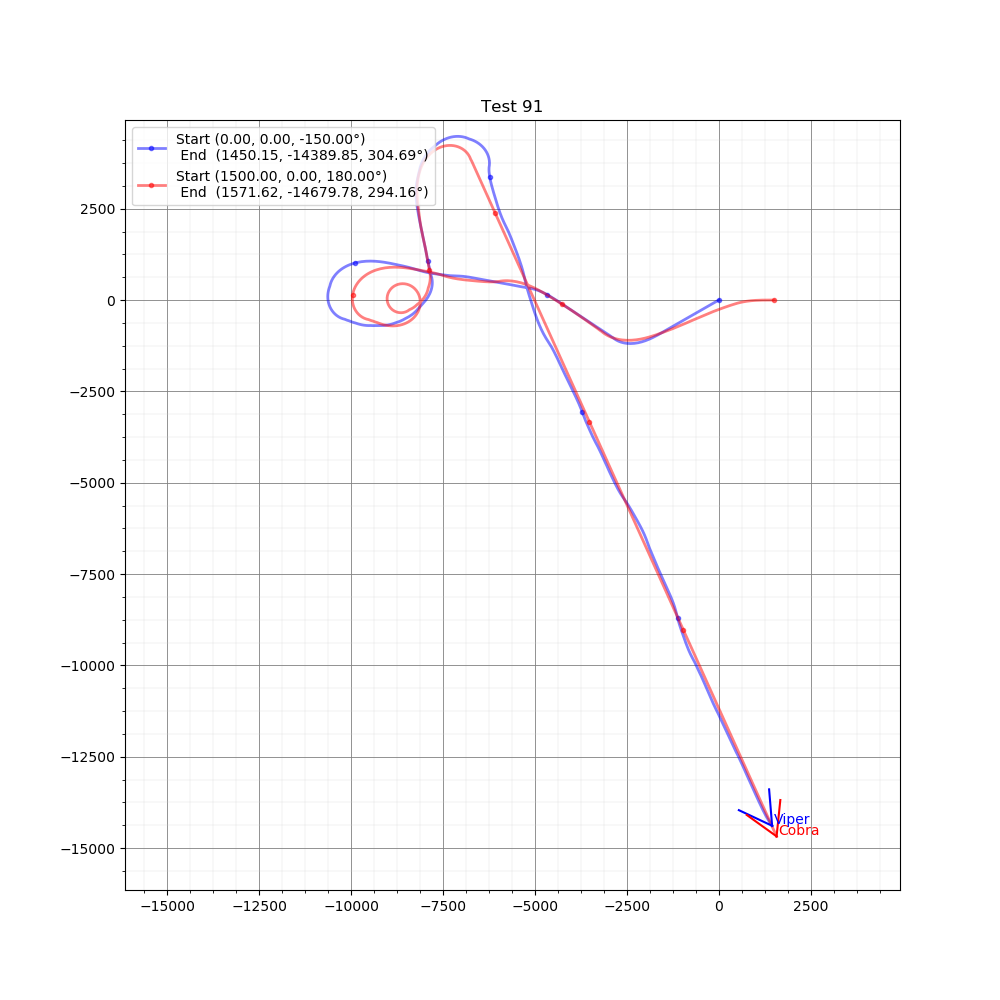 Test 91
Start (0.00, 0.00, -150.00°)
End (1450.15, -14389.85, 304.69°)
Start (1500.00, 0.00, 180.00°)
End (1571.62, -14679.78, 294.16°)
2500
0
−2500
−5000
−7500
−10000
−12500
−15000
Viper
Cobra
−15000 −12500 −10000 −7500 −5000 −2500 0 2500